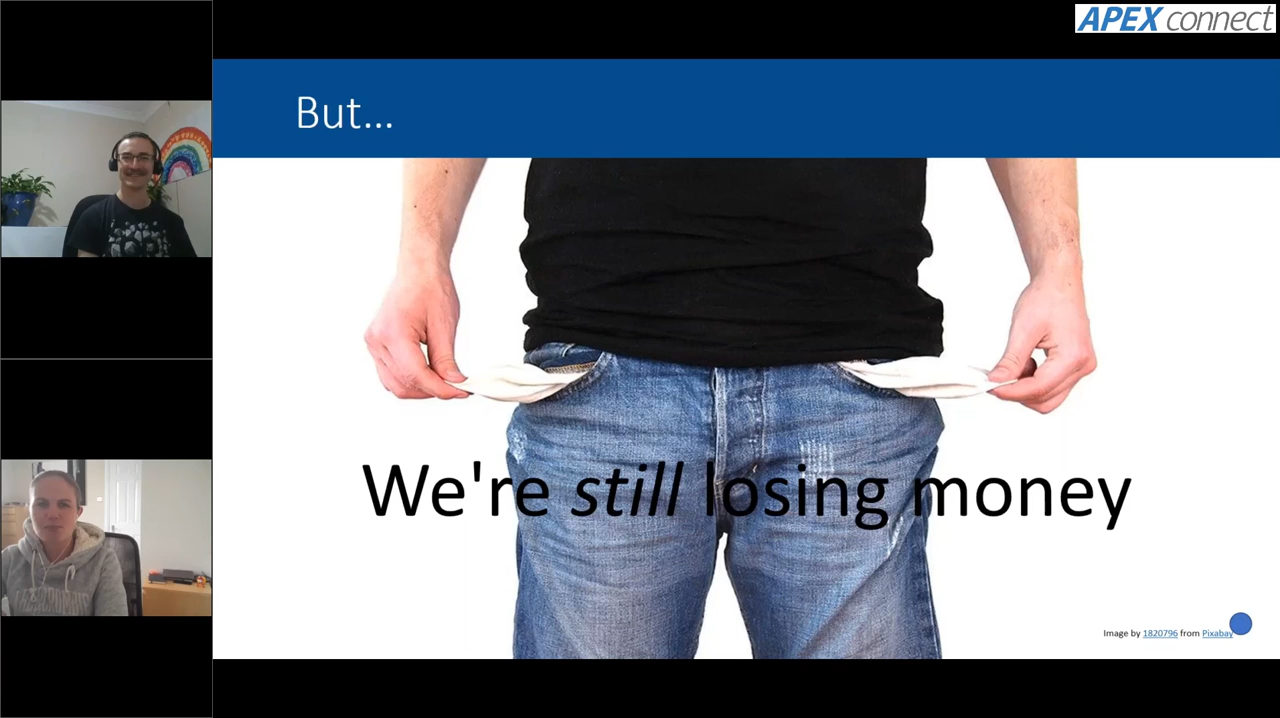 APEX connect
But...
We're still losing money
Image by 1820796 from Pixabay